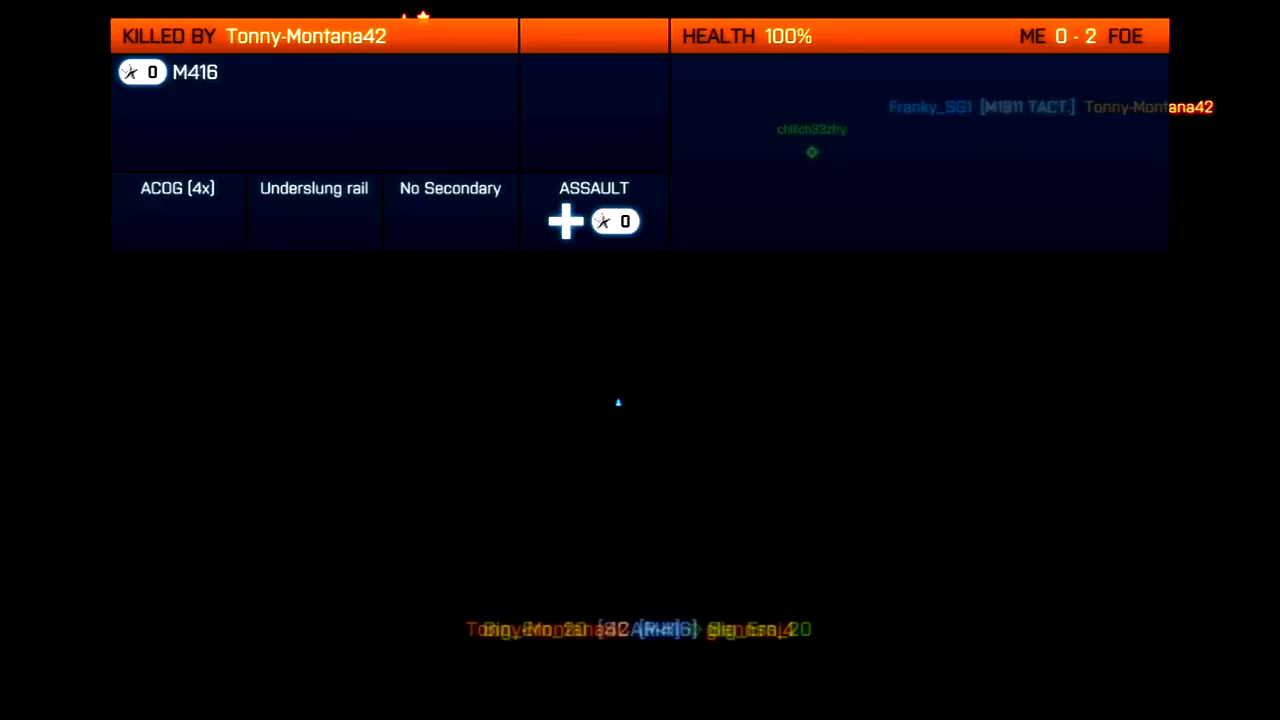 KILLED BY Tonny-Montana42
HEALTH 100%
ME 0 - 2 FOE
0 M416
Franky_SG1 [M1911 TACT.] Tonny-Montana42
chilich33zfry
ACOG (4x)
Underslung rail
No Secondary
ASSAULT
0